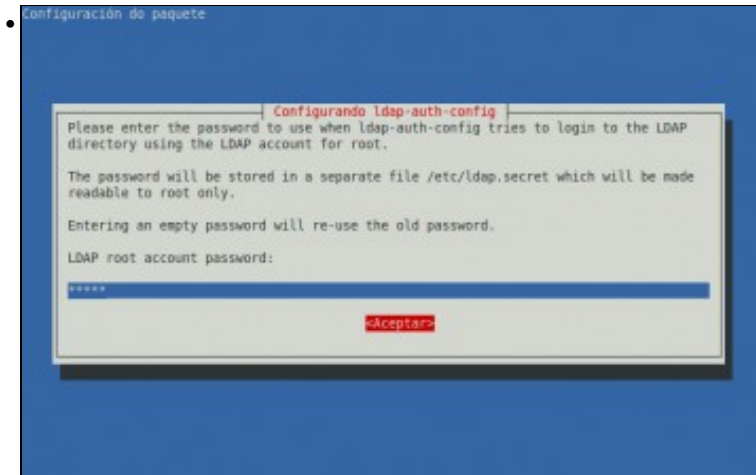 Configuración do paquete
Configurando ldap-auth-config
Please enter the password to use when ldap-auth-config tries to login to the LDAP
directory using the LDAP account for root.
The password will be stored in a separate file /etc/ldap.secret which will be made
readable to root only.
Entering an empty password will re-use the old password.
LDAP root account password:
*****
<Aceptar>